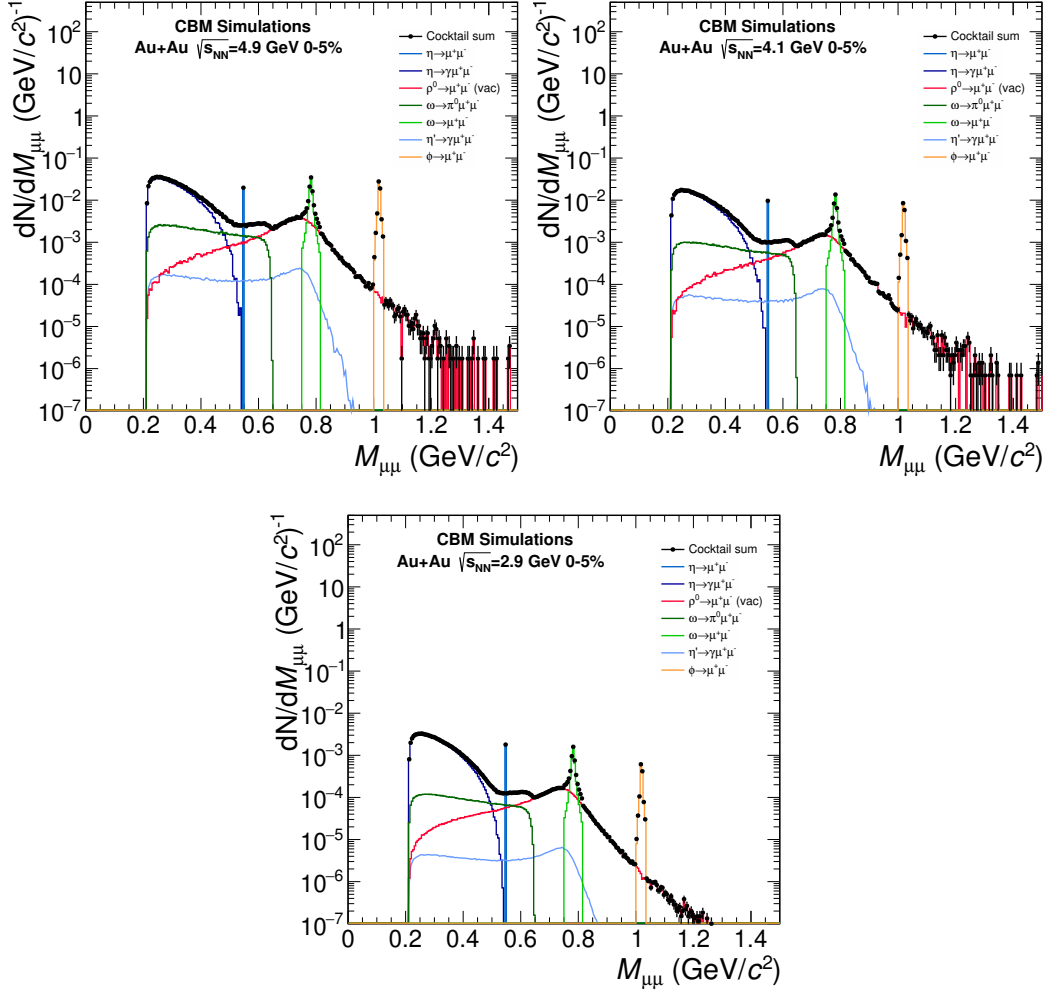 CBM Simulations
Au+Au √sNN=4.9 GeV 0-5%
Cocktail sum
η→μ+μ-
η→γμ+μ-
ρ0→μ+μ- (vac)
ω→π0μ+μ-
ω→μ+μ-
η'→γμ+μ-
φ→μ+μ-
dN/dMμμ (GeV/c2)-1
10^2
10
1
10^-1
10^-2
10^-3
10^-4
10^-5
10^-6
10^-7
0 0.2 0.4 0.6 0.8 1 1.2 1.4
Mμμ (GeV/c2)
CBM Simulations
Au+Au √sNN=4.1 GeV 0-5%
Cocktail sum
η→μ+μ-
η→γμ+μ-
ρ0→μ+μ- (vac)
ω→π0μ+μ-
ω→μ+μ-
η'→γμ+μ-
φ→μ+μ-
dN/dMμμ (GeV/c2)-1
10^2
10
1
10^-1
10^-2
10^-3
10^-4
10^-5
10^-6
10^-7
0 0.2 0.4 0.6 0.8 1 1.2 1.4
Mμμ (GeV/c2)
CBM Simulations
Au+Au √sNN=2.9 GeV 0-5%
Cocktail sum
η→μ+μ-
η→γμ+μ-
ρ0→μ+μ- (vac)
ω→π0μ+μ-
ω→μ+μ-
η'→γμ+μ-
φ→μ+μ-
dN/dMμμ (GeV/c2)-1
10^2
10
1
10^-1
10^-2
10^-3
10^-4
10^-5
10^-6
10^-7
0 0.2 0.4 0.6 0.8 1 1.2 1.4
Mμμ (GeV/c2)